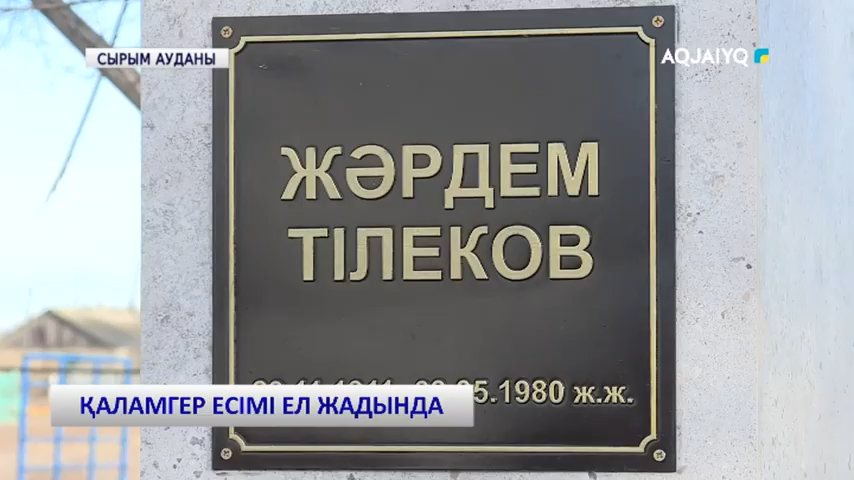 СЫРЫМ АУДАНЫ
AQJAIYQ
ЖӘРДЕМ
ТІЛЕКОВ
.1980 ж.ж.
ҚАЛАМГЕР ЕСІМІ ЕЛ ЖАДЫНДА